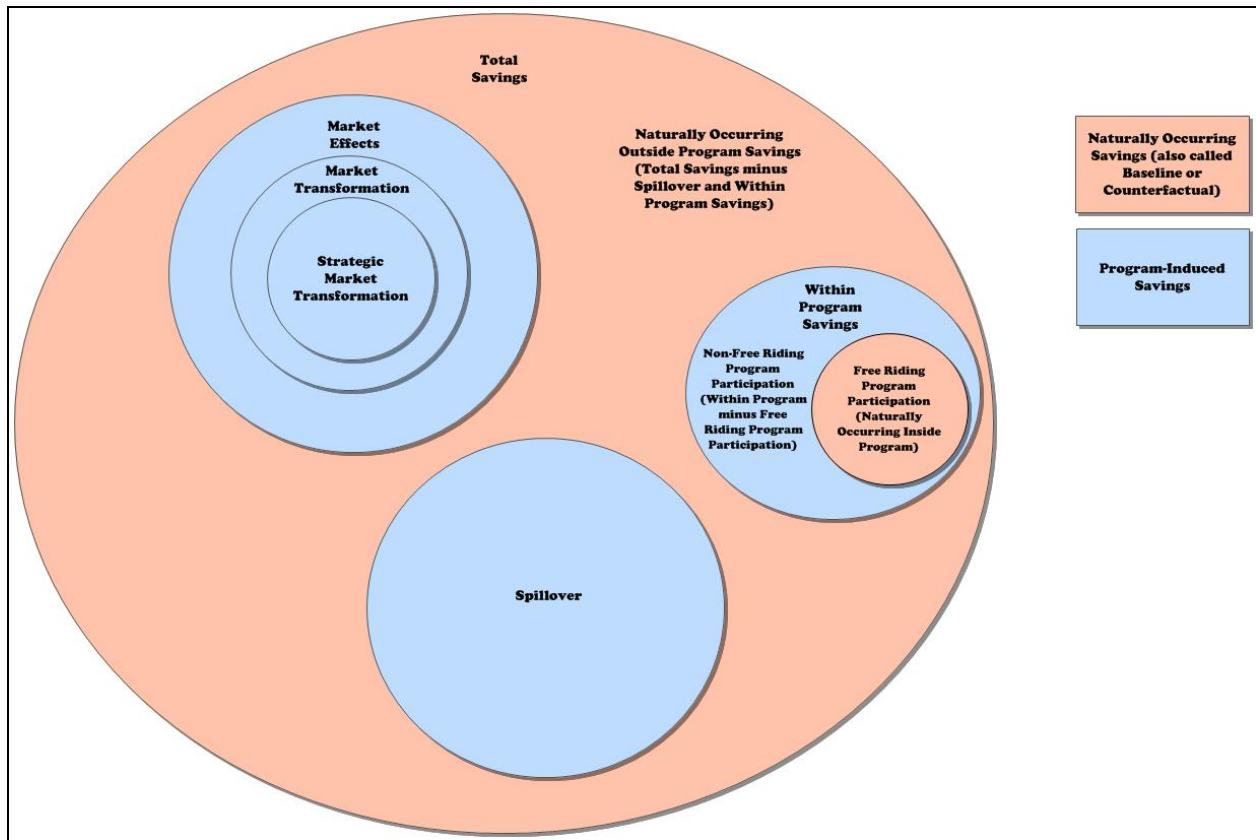 Total
Savings
Market
Effects
Market
Transformation
Strategic
Market
Transformation
Naturally Occurring
Outside Program Savings
(Total Savings minus
Spillover and Within
Program Savings)
Within
Program
Savings
Non-Free Riding
Program
Participation
(Within Program
minus Free
Riding Program
Participation)
Free Riding
Program
Participation
(Naturally
Occurring Inside
Program)
Spillover
Naturally Occurring
Savings (also called
Baseline or
Counterfactual)
Program-Induced
Savings